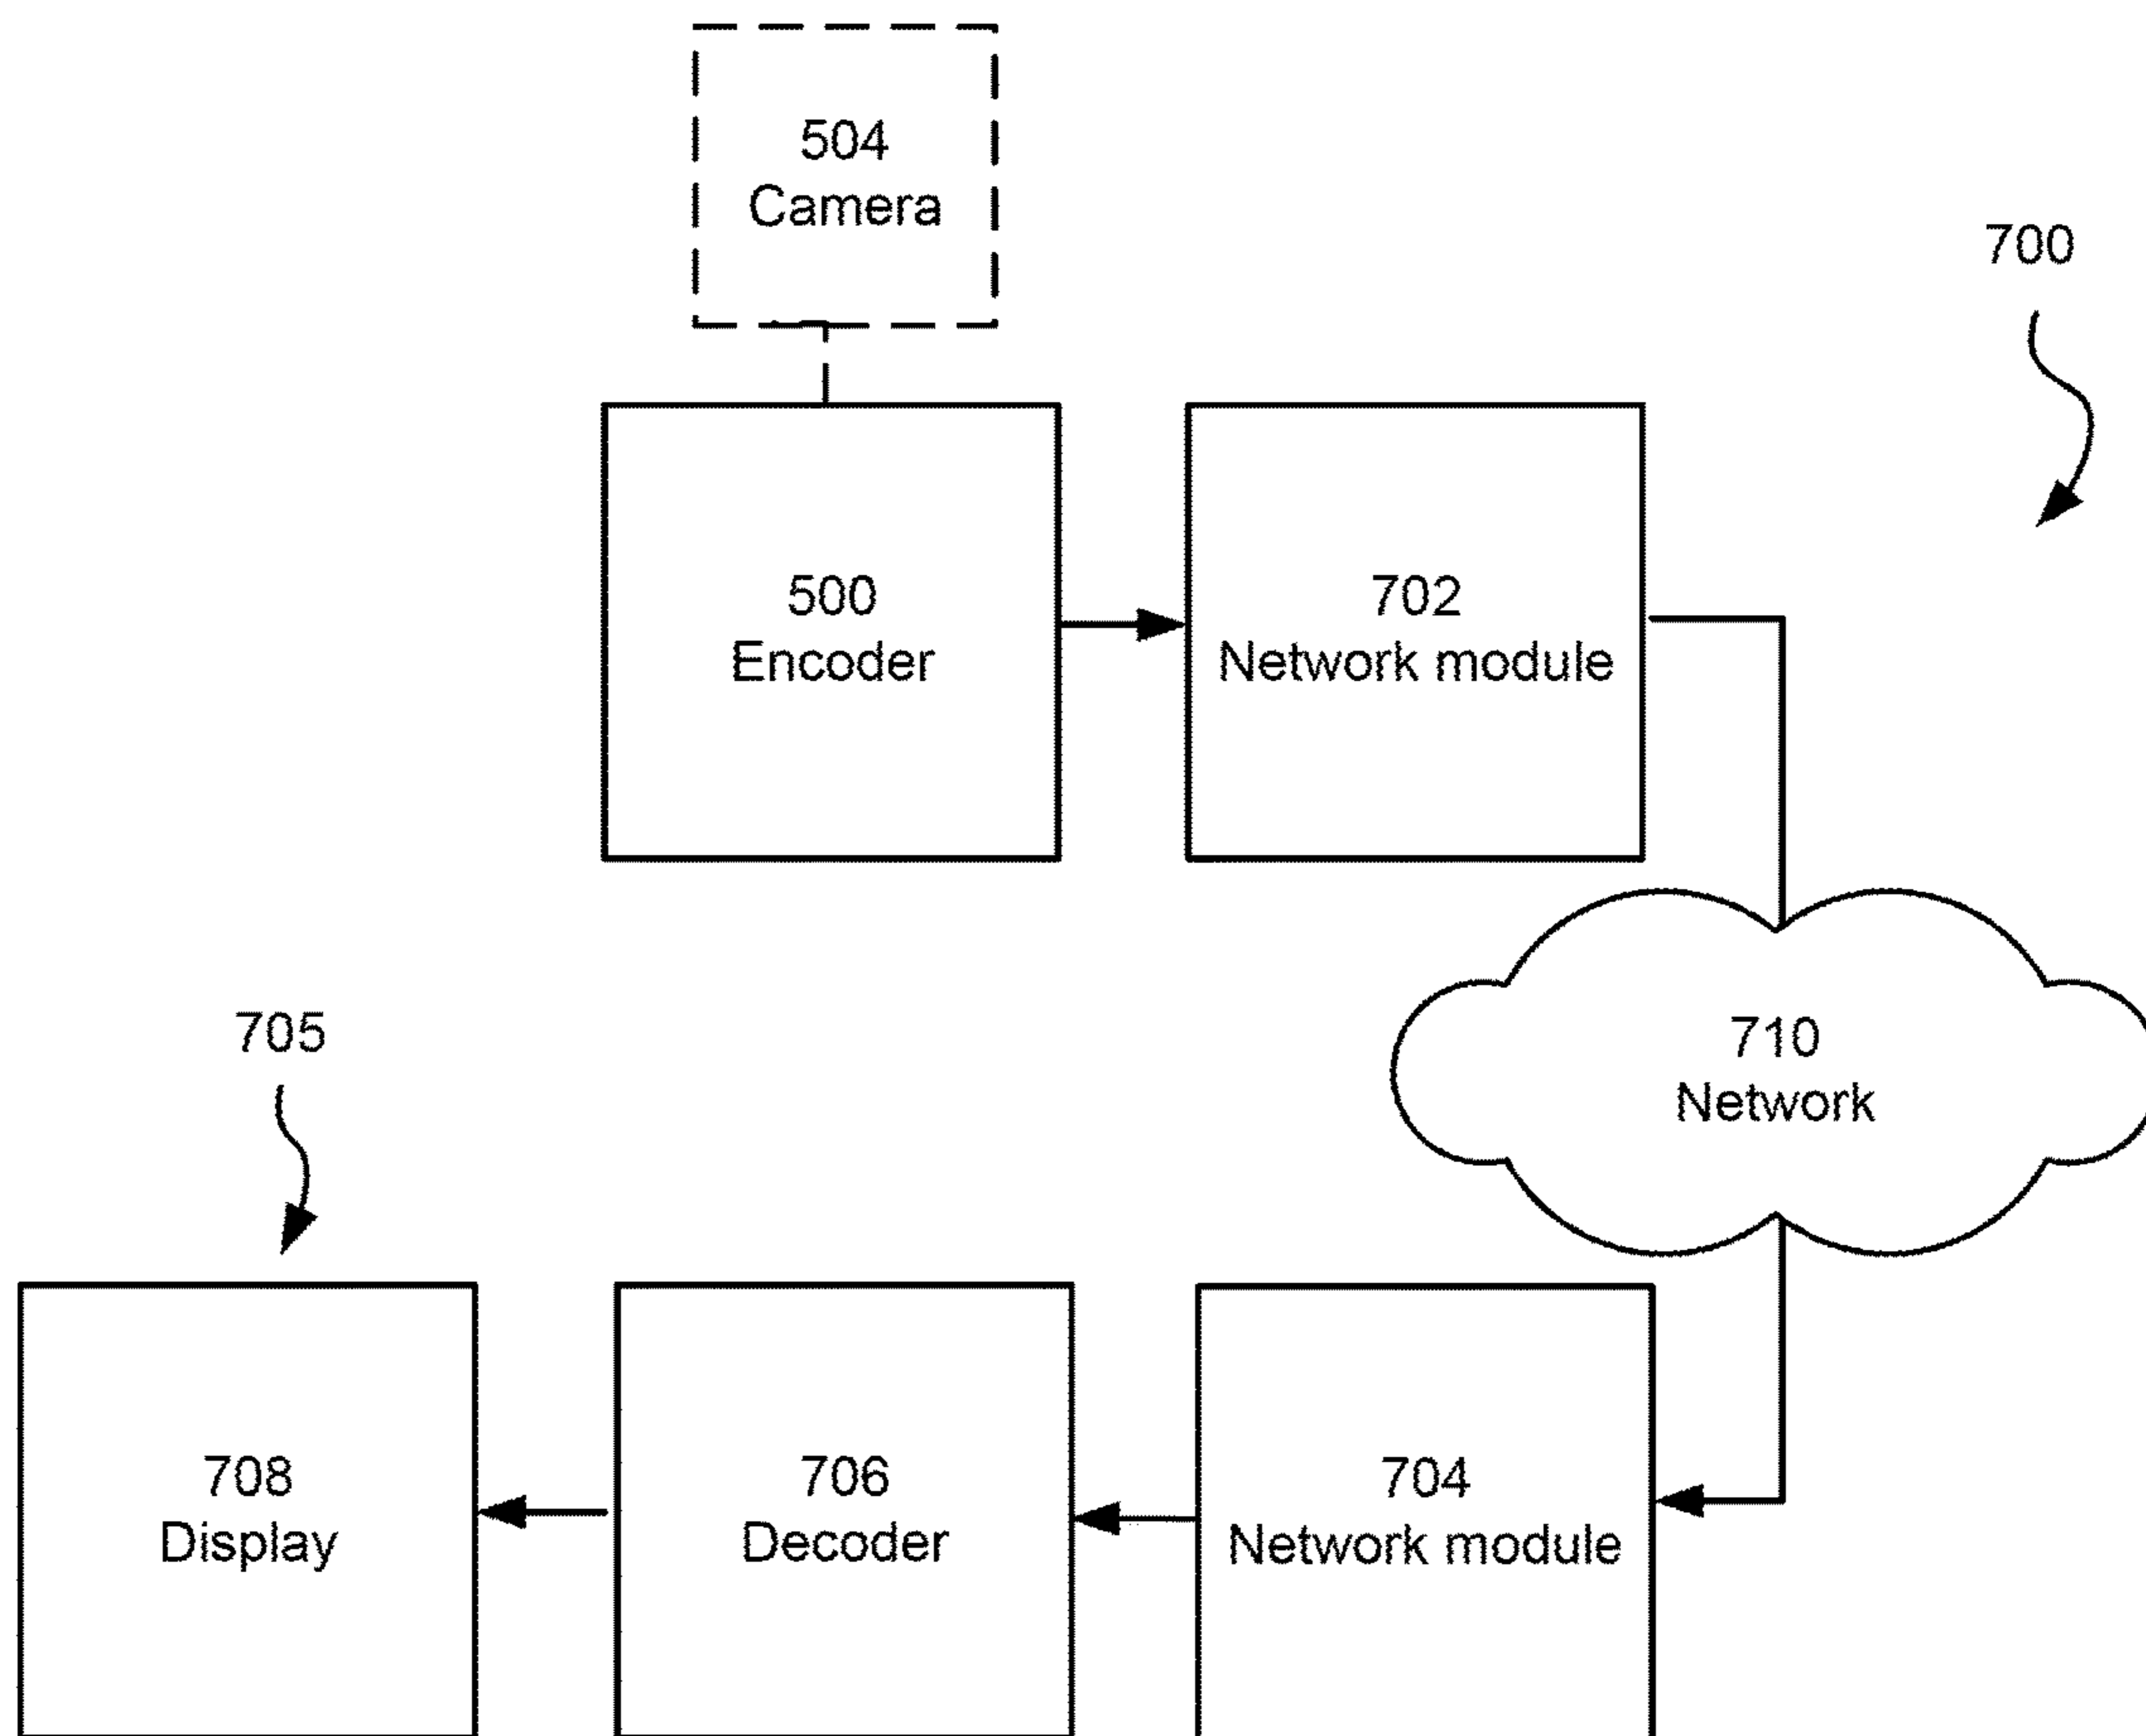 504
Camera
700
500
Encoder
702
Network module
710
Network
705
708
Display
706
Decoder
704
Network module